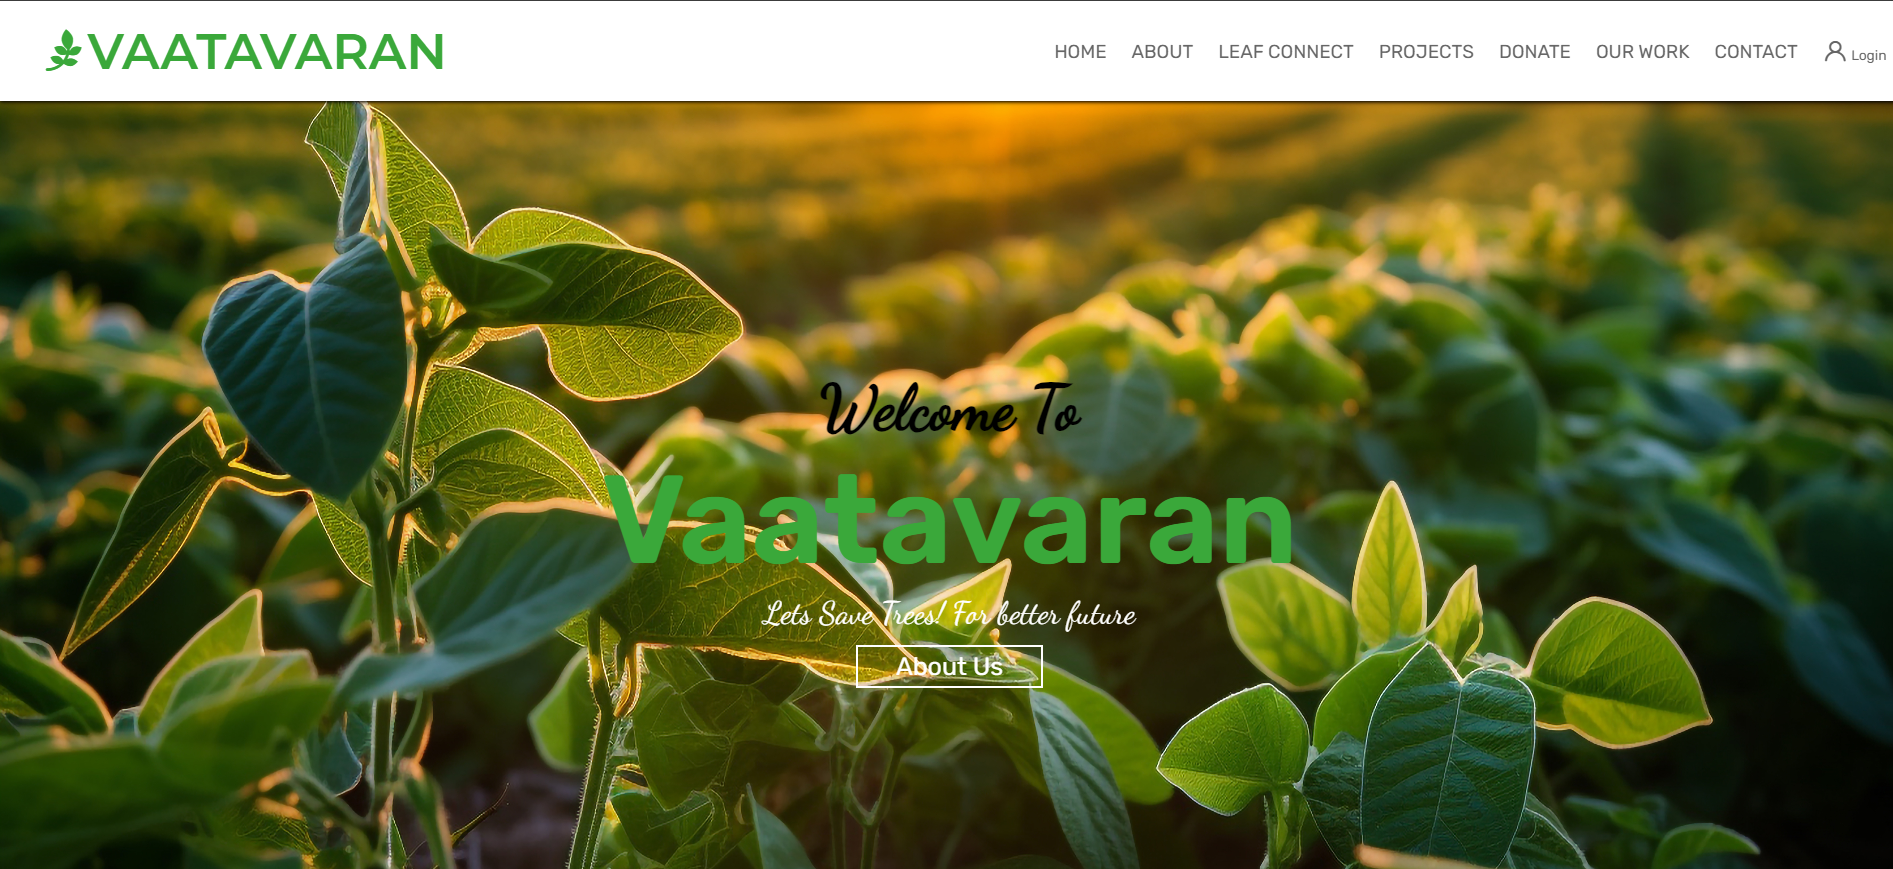 VAATAVARAN
HOME ABOUT LEAF CONNECT PROJECTS DONATE OUR WORK CONTACT Login
Welcome To
Vaatavaran
Lets Save Trees! For better future
About Us